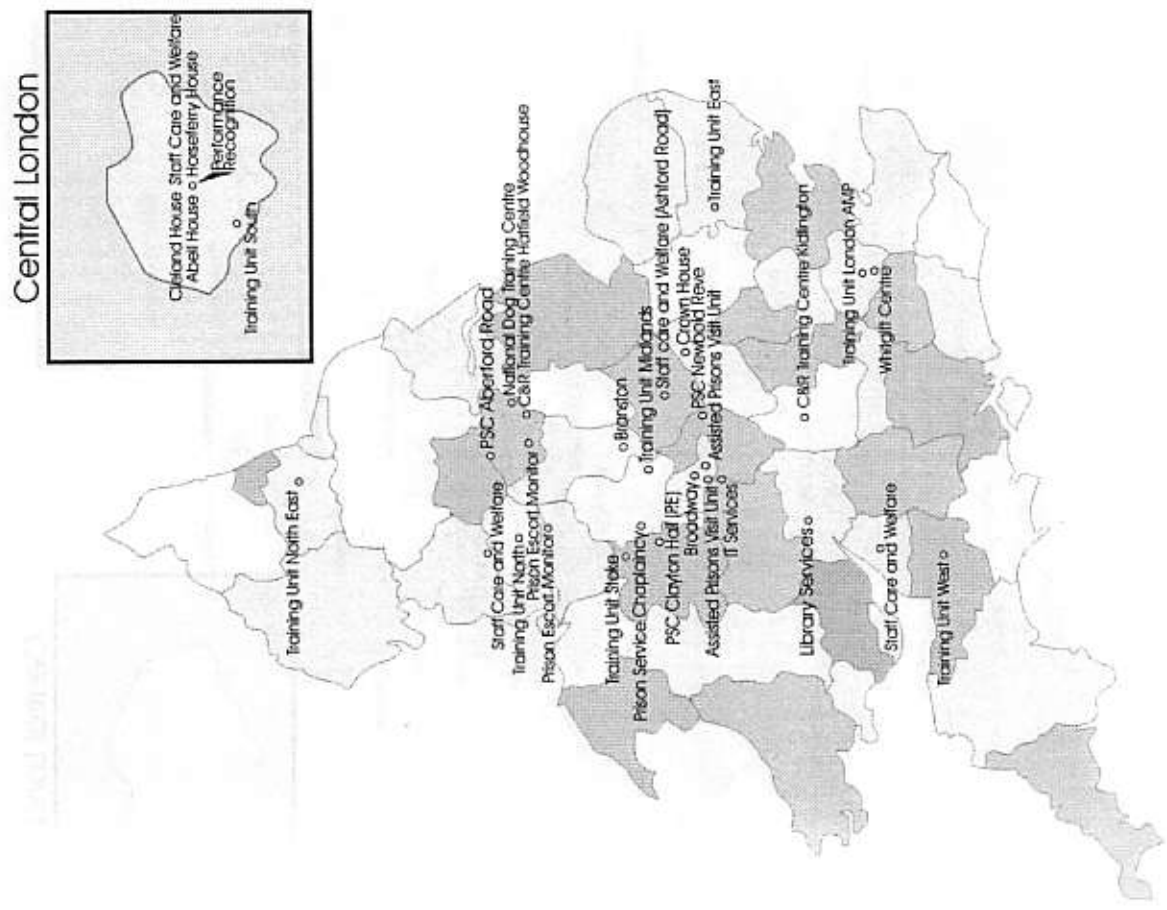 Central London
Cleland House Staff Care and Welfare
Abell House Horseferry House
Performance
Recognition
Training Unit South
Training Unit North East
PSC Aberford Road
National Dog Training Centre
C&R Training Centre Hatfield Woodhouse
Staff Care and Welfare
Training Unit North
Prison Escort Monitor
Prison Escort Monitor
Branston
Training Unit Midlands
Staff care and Welfare (Ashford Road)
Crown House
PSC Newbold Reve
Assisted Prisons Visit Unit
Training Unit East
Training Unit Stoke
Prison Service Chaplaincy
PSC Clayton Hall (P.E)
Broadway
Assisted Prisons Visit Unit
IT Services
C&R Training Centre Kidlington
Library Services
Training Unit London AMP
Whitgift Centre
Staff Care and Welfare
Training Unit West